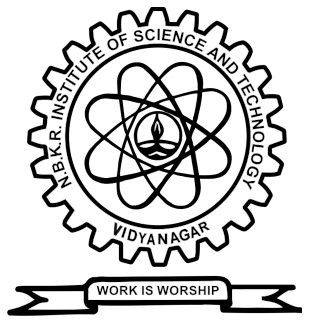 N.B.K.R. INSTITUTE OF SCIENCE AND TECHNOLOGY
VIDYANAGAR
WORK IS WORSHIP